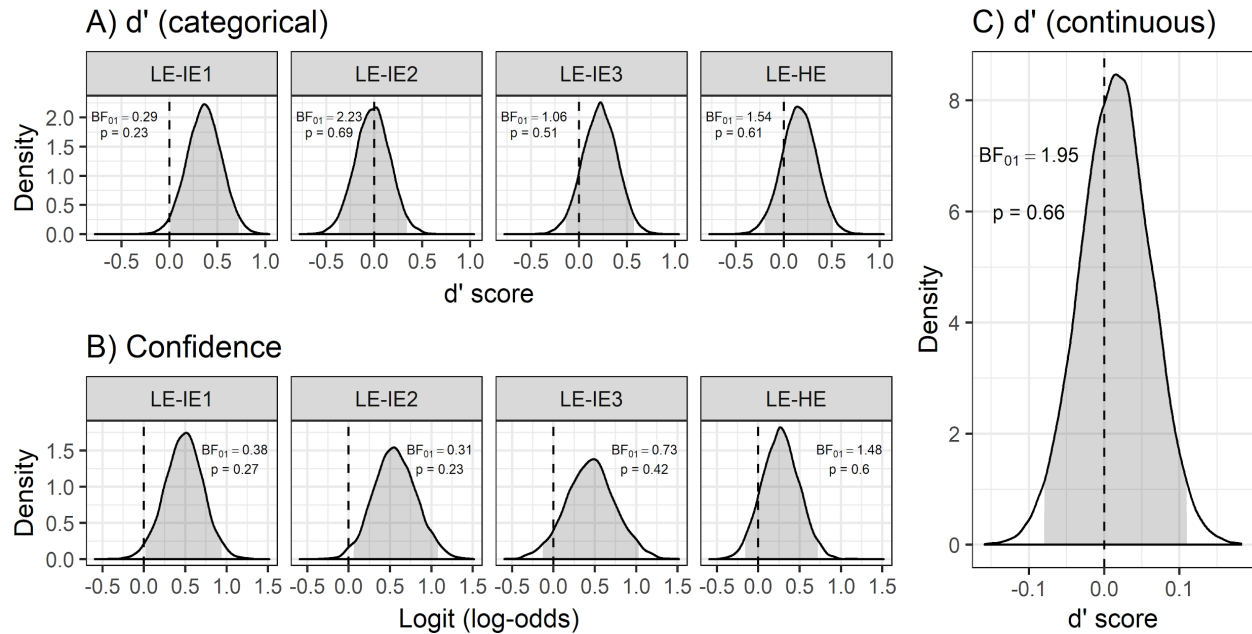 A) d' (categorical)
LE-IE1 LE-IE2 LE-IE3 LE-HE
BF01 = 0.29
p = 0.23
BF01 = 2.23
p = 0.69
BF01 = 1.06
p = 0.51
BF01 = 1.54
p = 0.61
2.0
1.5
1.0
0.5
0.0
Density
-0.5 0.0 0.5 1.0 -0.5 0.0 0.5 1.0 -0.5 0.0 0.5 1.0 -0.5 0.0 0.5 1.0
d' score
B) Confidence
LE-IE1 LE-IE2 LE-IE3 LE-HE
BF01 = 0.38
p = 0.27
BF01 = 0.31
p = 0.23
BF01 = 0.73
p = 0.42
BF01 = 1.48
p = 0.6
1.5
1.0
0.5
0.0
Density
-0.5 0.0 0.5 1.0 1.5 -0.5 0.0 0.5 1.0 1.5 -0.5 0.0 0.5 1.0 1.5 -0.5 0.0 0.5 1.0 1.5
Logit (log-odds)
C) d' (continuous)
BF01 = 1.95
p = 0.66
8
6
4
2
0
Density
-0.1 0.0 0.1
d' score